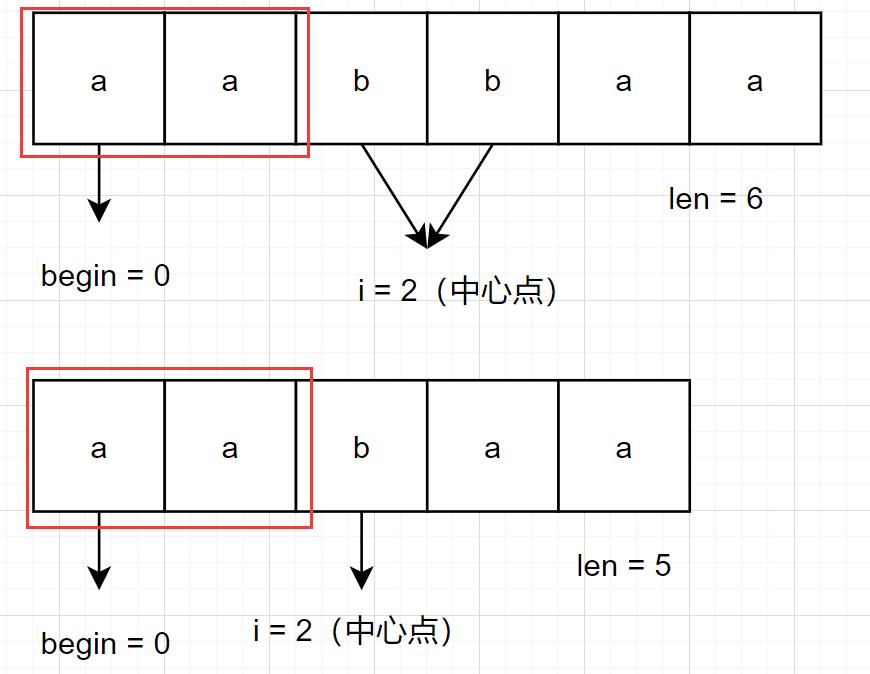 a a b b a a
len = 6
begin = 0
i = 2（中心点）
a a b a a
len = 5
begin = 0
i = 2（中心点）